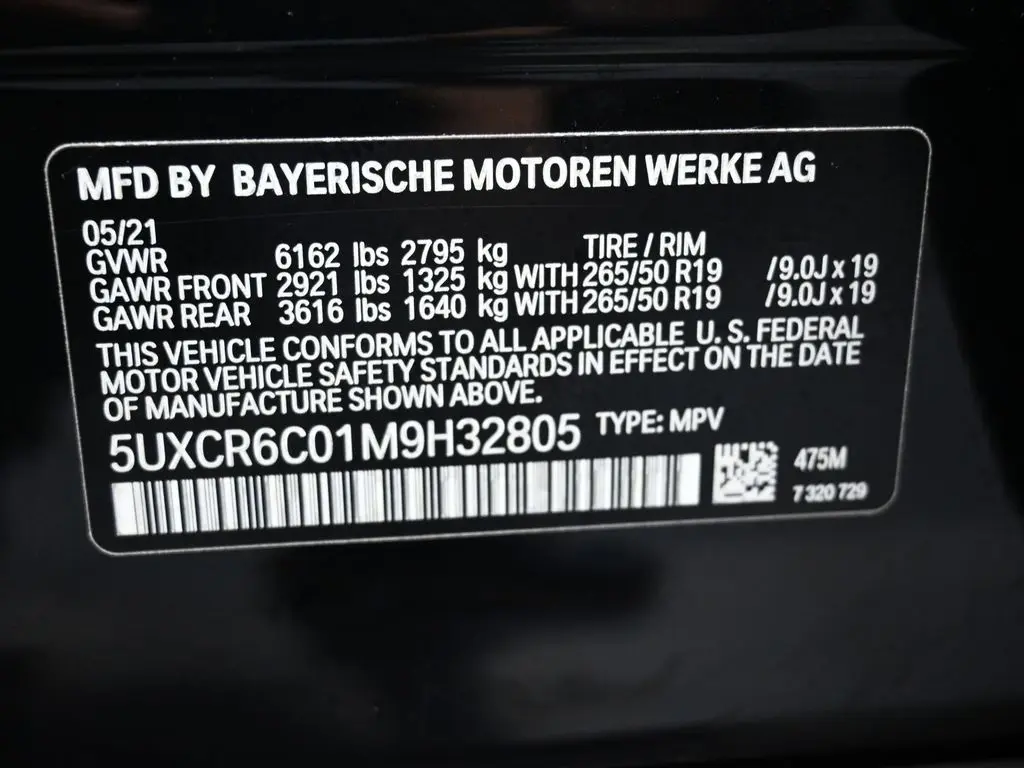 MFD BY BAYERISCHE MOTOREN WERKE AG
05/21 TIRE / RIM
GVWR 6162 lbs 2795 kg
GAWR FRONT 2921 lbs 1325 kg WITH 265/50 R19 /9.0J x 19
GAWR REAR 3616 lbs 1640 kg WITH 265/50 R19 /9.0J x 19
THIS VEHICLE CONFORMS TO ALL APPLICABLE U. S. FEDERAL
MOTOR VEHICLE SAFETY STANDARDS IN EFFECT ON THE DATE
OF MANUFACTURE SHOWN ABOVE.
5UXCR6C01M9H32805 TYPE: MPV
475M
7 320 729